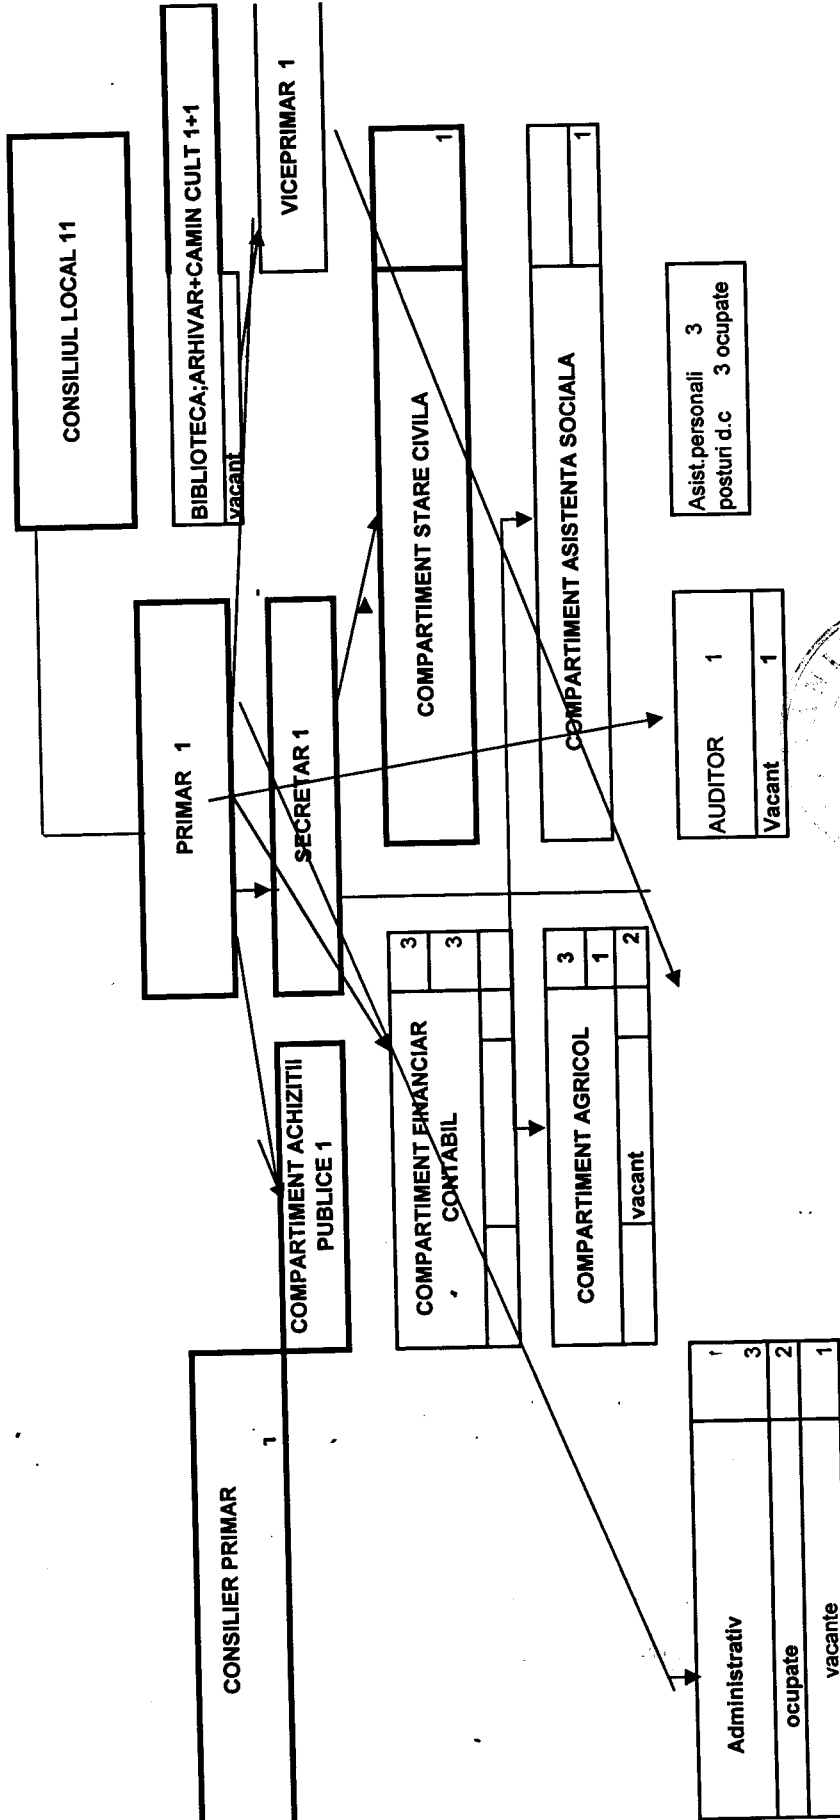 CONSILIUL LOCAL 11
PRIMAR 1
BIBLIOTECA;ARHIVAR+CAMIN CULT 1+1
vacant
CONSILIER PRIMAR
1
COMPARTIMENT ACHIZITII
PUBLICE 1
SECRETAR 1
VICEPRIMAR 1
COMPARTIMENT FINANCIAR
CONTABIL
3
3
COMPARTIMENT STARE CIVILA
1
COMPARTIMENT AGRICOL
3
1
vacant
2
COMPARTIMENT ASISTENTA SOCIALA
1
Administrativ
3
ocupate
2
vacante
1
AUDITOR 1
Vacant 1
Asist.personali 3
posturi d.c 3 ocupate